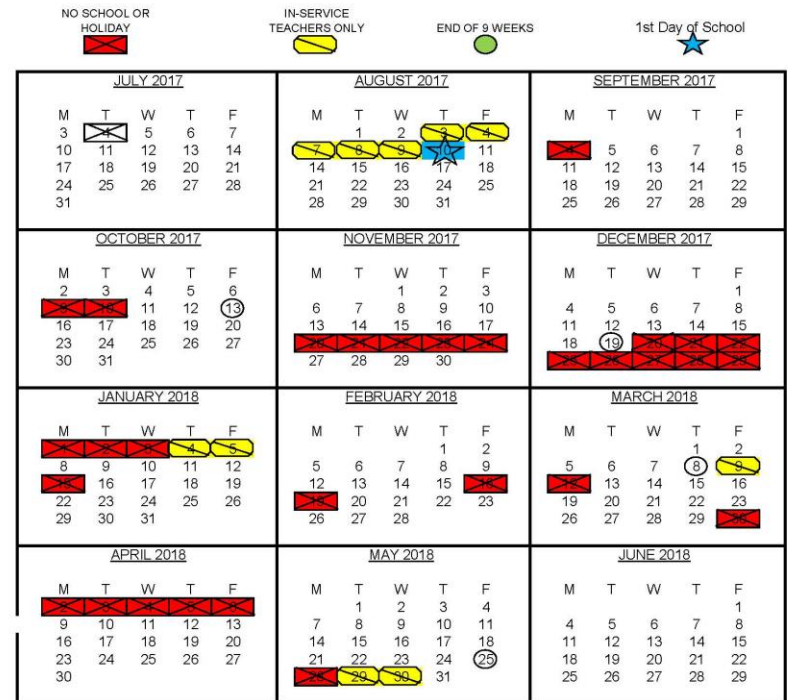 NO SCHOOL OR
HOLIDAY
IN-SERVICE
TEACHERS ONLY
END OF 9 WEEKS
1st Day of School
JULY 2017
M T W T F
3 4 5 6 7
10 11 12 13 14
17 18 19 20 21
24 25 26 27 28
31
AUGUST 2017
M T W T F
1 2 3 4
7 8 9 10 11
14 15 16 17 18
21 22 23 24 25
28 29 30 31
SEPTEMBER 2017
M T W T F
1
4 5 6 7 8
11 12 13 14 15
18 19 20 21 22
25 26 27 28 29
OCTOBER 2017
M T W T F
2 3 4 5 6
9 10 11 12 13
16 17 18 19 20
23 24 25 26 27
30 31
NOVEMBER 2017
M T W T F
1 2 3
6 7 8 9 10
13 14 15 16 17
20 21 22 23 24
27 28 29 30
DECEMBER 2017
M T W T F
1
4 5 6 7 8
11 12 13 14 15
18 19 20 21 22
25 26 27 28 29
JANUARY 2018
M T W T F
1 2 3 4 5
8 9 10 11 12
15 16 17 18 19
22 23 24 25 26
29 30 31
FEBRUARY 2018
M T W T F
1 2
5 6 7 8 9
12 13 14 15 16
19 20 21 22 23
26 27 28
MARCH 2018
M T W T F
1 2
5 6 7 8 9
12 13 14 15 16
19 20 21 22 23
26 27 28 29 30
APRIL 2018
M T W T F
2 3 4 5 6
9 10 11 12 13
16 17 18 19 20
23 24 25 26 27
30
MAY 2018
M T W T F
1 2 3 4
7 8 9 10 11
14 15 16 17 18
21 22 23 24 25
28 29 30 31
JUNE 2018
M T W T F
1
4 5 6 7 8
11 12 13 14 15
18 19 20 21 22
25 26 27 28 29